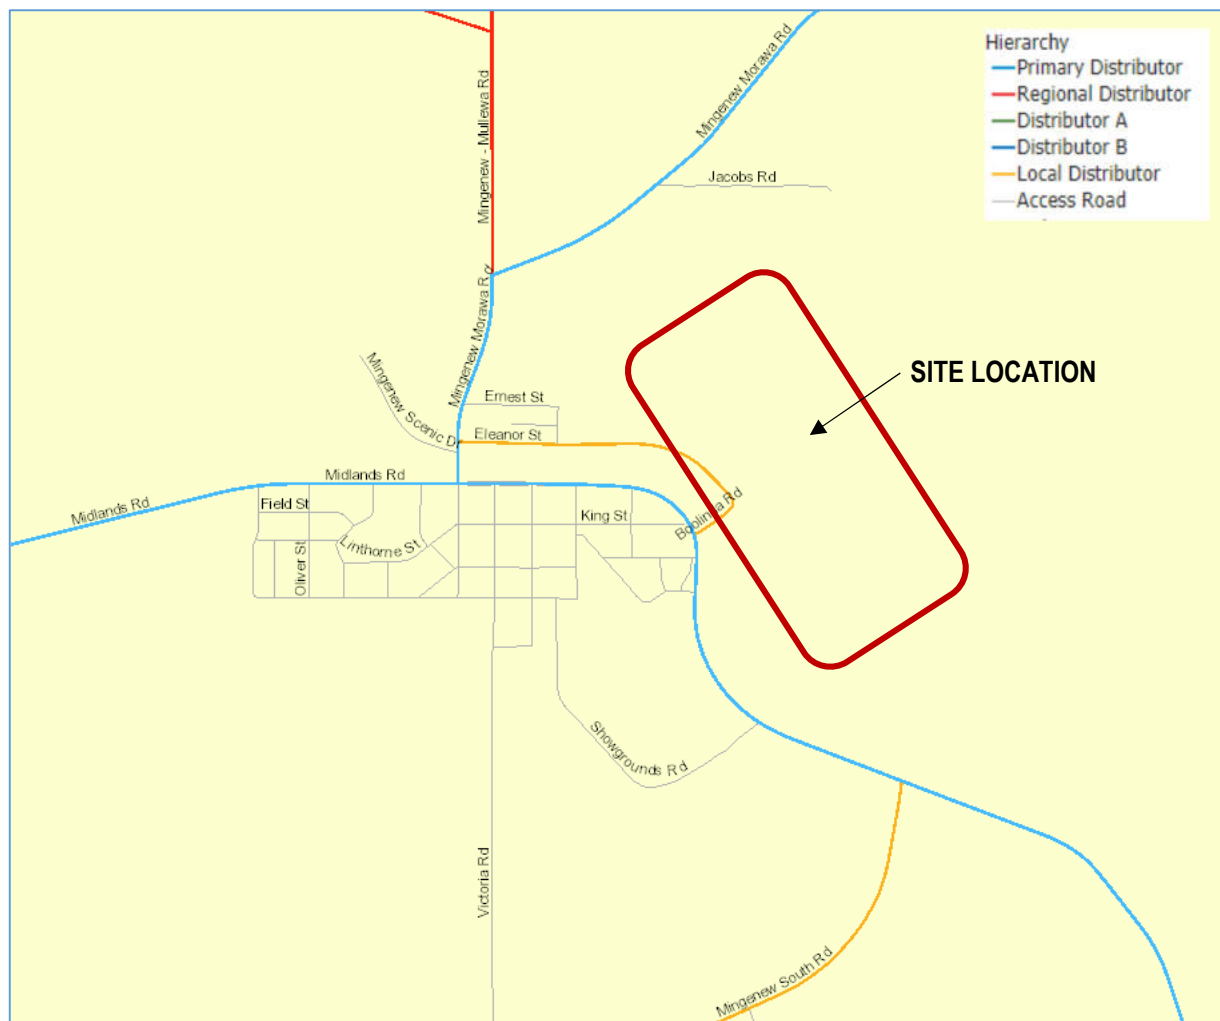 Hierarchy
Primary Distributor
Regional Distributor
Distributor A
Distributor B
Local Distributor
Access Road
Mingenew Morawa Rd
Mingenew - Mullewa Rd
Jacobs Rd
Mingenew Morawa Rd
SITE LOCATION
Mingenew Scenic Dr
Ernest St
Eleanor St
Midlands Rd
Midlands Rd
Field St
King St
Linthorne St
Oliver St
Showgrounds Rd
Victoria Rd
Mingenew South Rd